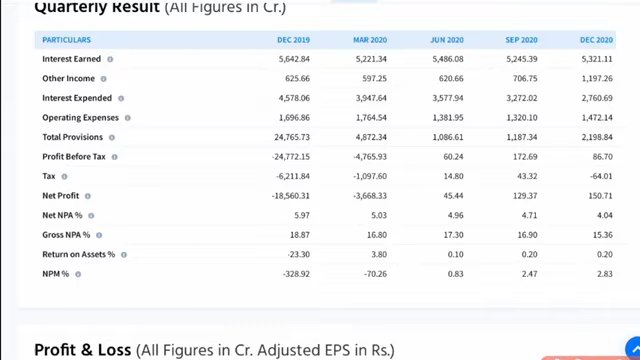 Quarterly Result (All Figures in Cr.)
PARTICULARS DEC 2019 MAR 2020 JUN 2020 SEP 2020 DEC 2020
Interest Earned 5,642.84 5,221.34 5,486.08 5,245.39 5,321.11
Other Income 625.66 597.25 620.66 706.75 1,197.26
Interest Expended 4,578.06 3,947.64 3,577.94 3,272.02 2,760.69
Operating Expenses 1,696.86 1,764.54 1,381.95 1,320.10 1,472.14
Total Provisions 24,765.73 4,872.34 1,086.61 1,187.34 2,198.84
Profit Before Tax -24,772.15 -4,765.93 60.24 172.69 86.70
Tax -6,211.84 -1,097.60 14.80 43.32 -64.01
Net Profit -18,560.31 -3,668.33 45.44 129.37 150.71
Net NPA % 5.97 5.03 4.96 4.71 4.04
Gross NPA % 18.87 16.80 17.30 16.90 15.36
Return on Assets % -23.30 3.80 0.10 0.20 0.20
NPM % -328.92 -70.26 0.83 2.47 2.83
Profit & Loss (All Figures in Cr. Adjusted EPS in Rs.)